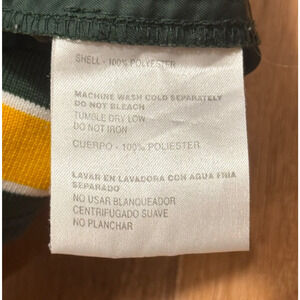 SHELL - 100% POLYESTER
MACHINE WASH COLD SEPARATELY
DO NOT BLEACH
TUMBLE DRY LOW
DO NOT IRON
CUERPO - 100% POLIESTER
LAVAR EN LAVADORA CON AGUA FRIA
SEPARADO
NO USAR BLANQUEADOR
CENTRIFUGADO SUAVE
NO PLANCHAR